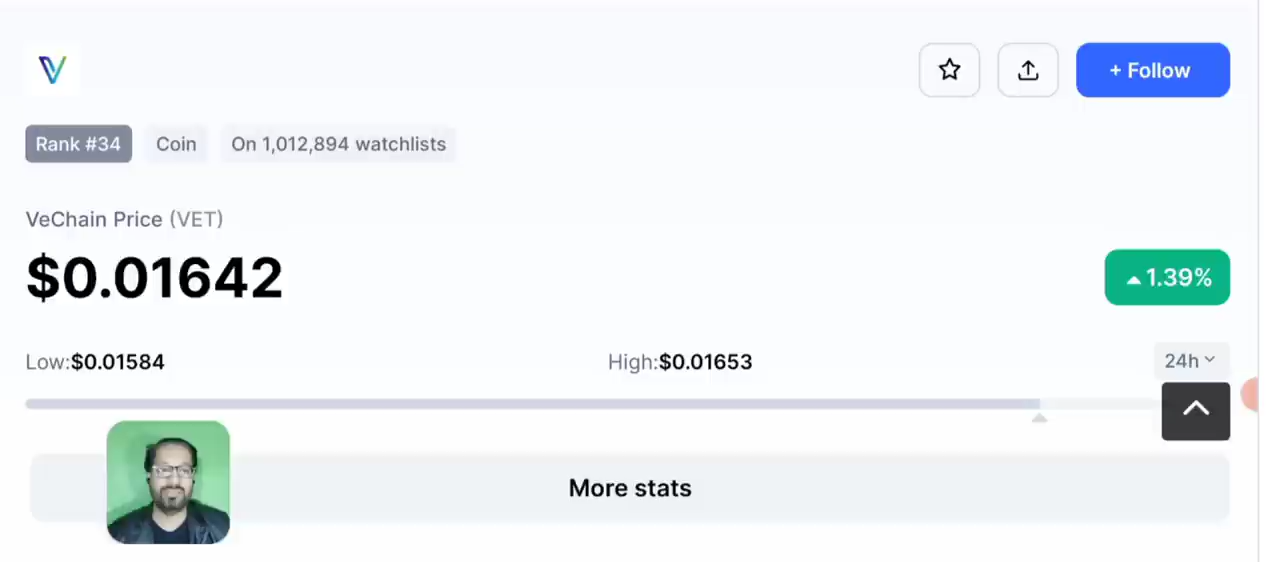 + Follow
Rank #34 Coin On 1,012,894 watchlists
VeChain Price (VET)
$0.01642 1.39%
Low:$0.01584 High:$0.01653 24h
More stats